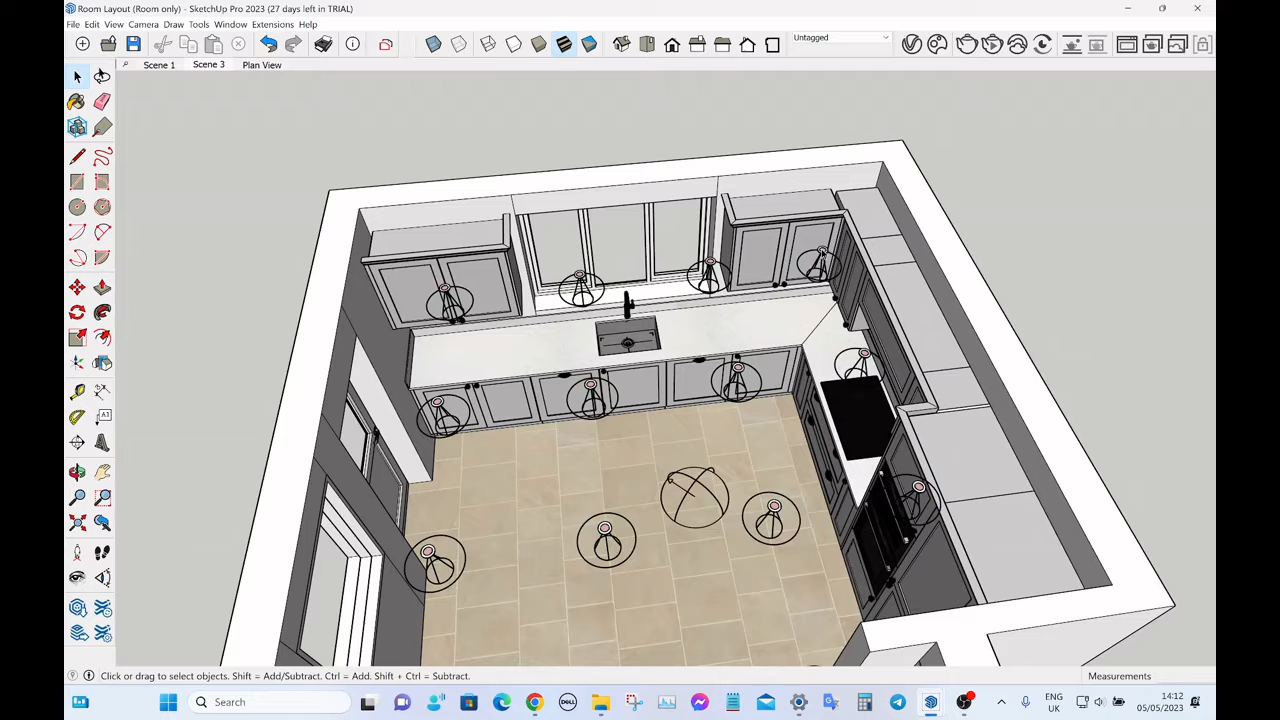 Room Layout (Room only) - SketchUp Pro 2023 (27 days left in TRIAL)
File Edit View Camera Draw Tools Window Extensions Help
Untagged
Scene 1 Scene 3 Plan View
A1
Click or drag to select objects. Shift = Add/Subtract. Ctrl = Add. Shift + Ctrl = Subtract.
Measurements
Search
DELL
ENG
UK
14:12
05/05/2023